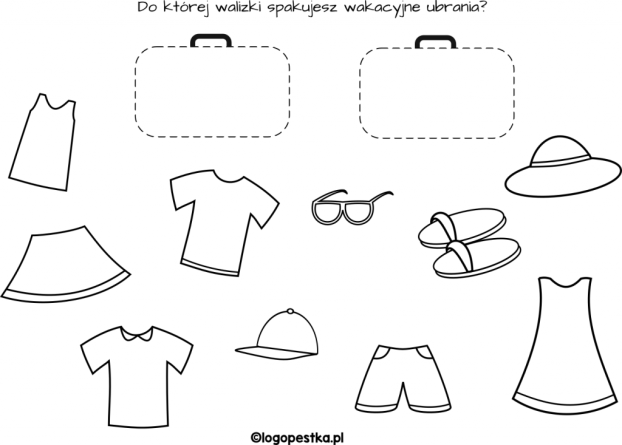 Do której walizki spakujesz wakacyjne ubrania?
©logopestka.pl